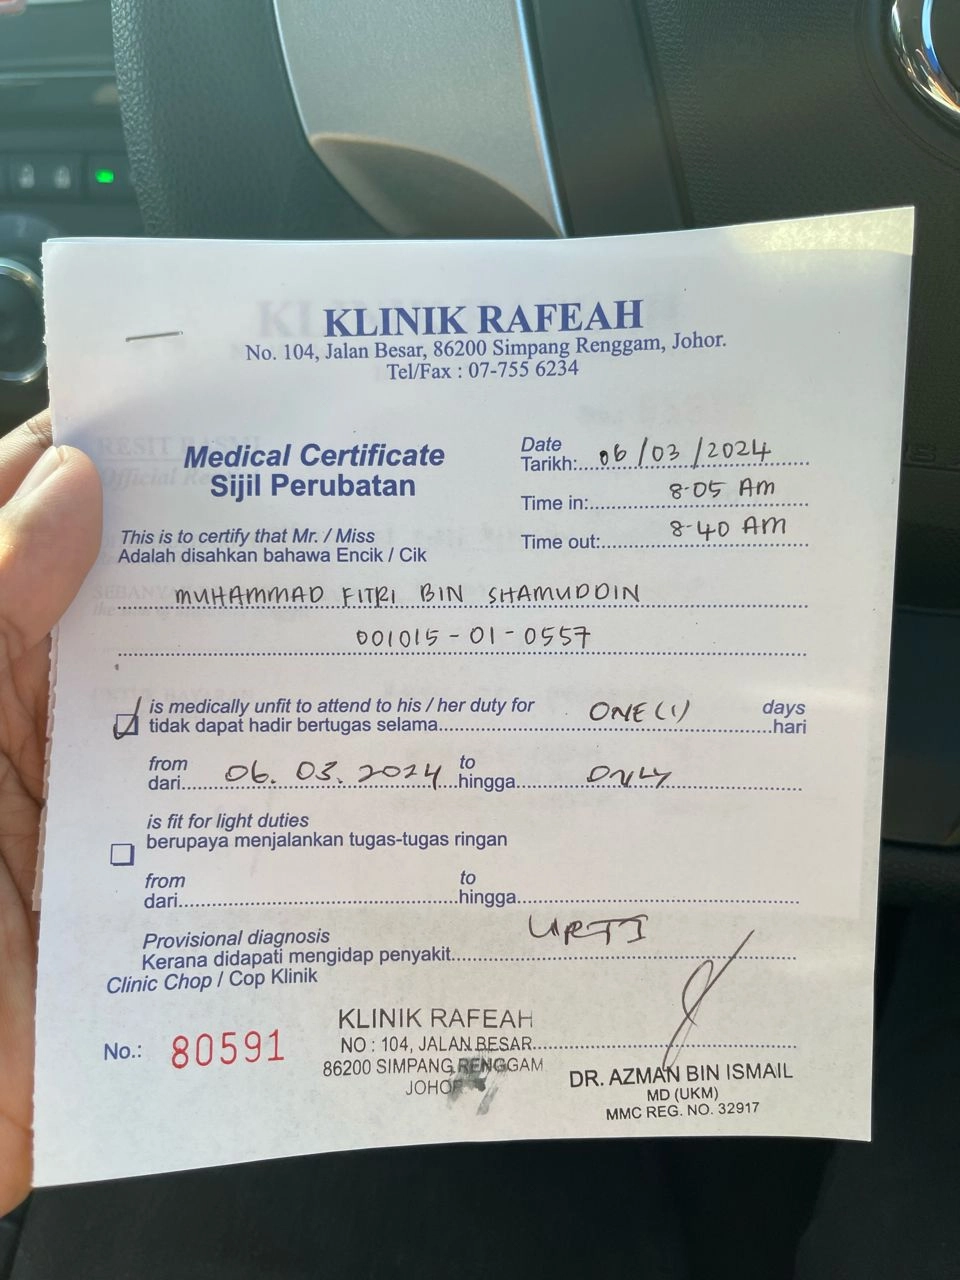 KLINIK RAFEAH
No. 104, Jalan Besar, 86200 Simpang Renggam, Johor.
Tel/Fax : 07-755 6234
Medical Certificate
Sijil Perubatan
Date
Tarikh: 06/03/2024
Time in: 8.05 AM
Time out: 8.40 AM
This is to certify that Mr. / Miss
Adalah disahkan bahawa Encik / Cik
MUHAMMAD FITRI BIN SHAMUDDIN
001015-01-0557
is medically unfit to attend to his / her duty for ONE (1) days
tidak dapat hadir bertugas selama hari
from to
dari 06.03.2024 hingga ONLY
is fit for light duties
berupaya menjalankan tugas-tugas ringan
from to
dari hingga
Provisional diagnosis URTI
Kerana didapati mengidap penyakit
Clinic Chop / Cop Klinik
No.: 80591
KLINIK RAFEAH
NO : 104, JALAN BESAR
86200 SIMPANG RENGGAM
JOHOR
DR. AZMAN BIN ISMAIL
MD (UKM)
MMC REG. NO. 32917